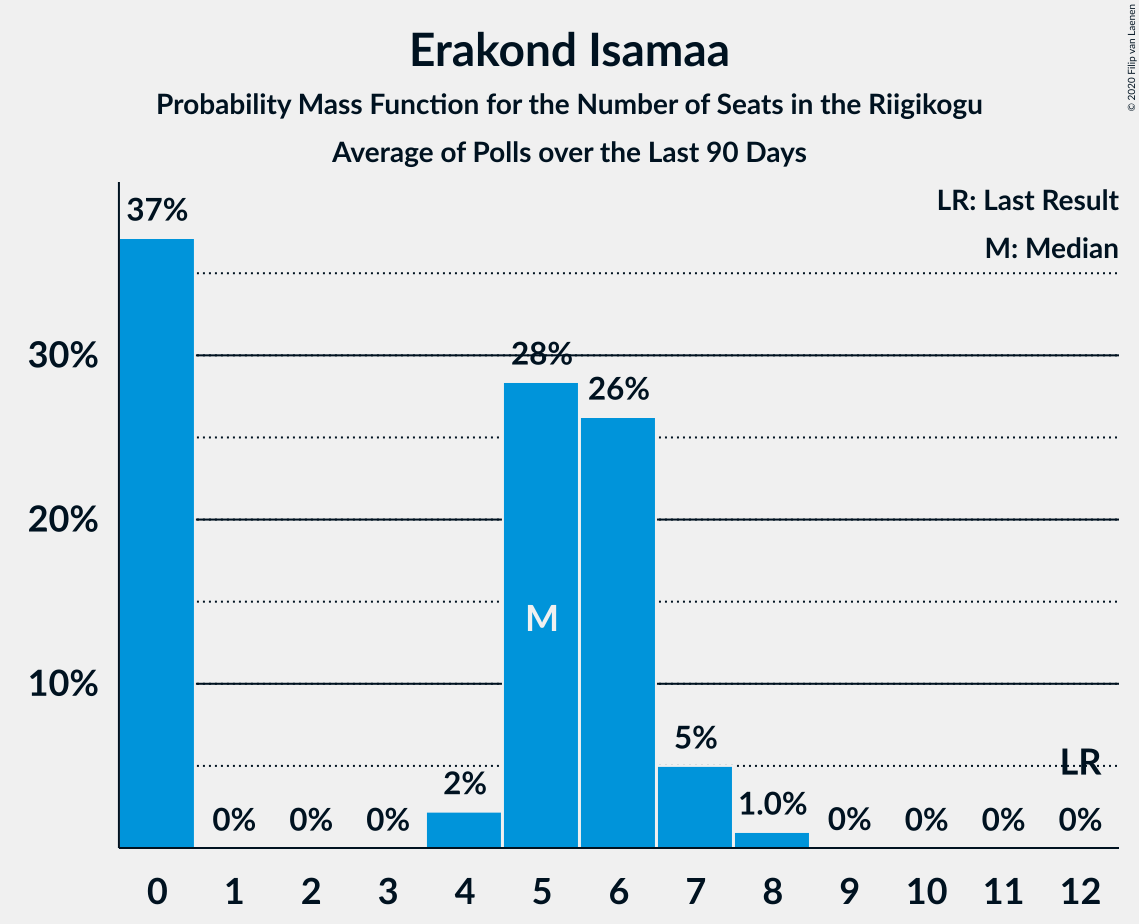 Erakond Isamaa
Probability Mass Function for the Number of Seats in the Riigikogu
Average of Polls over the Last 90 Days
© 2020 Filip van Laenen
LR: Last Result
M: Median
37%
28%
26%
5%
2%
1.0%
0% 0% 0% 0% 0% 0% 0%
M
LR
30%
20%
10%
0 1 2 3 4 5 6 7 8 9 10 11 12